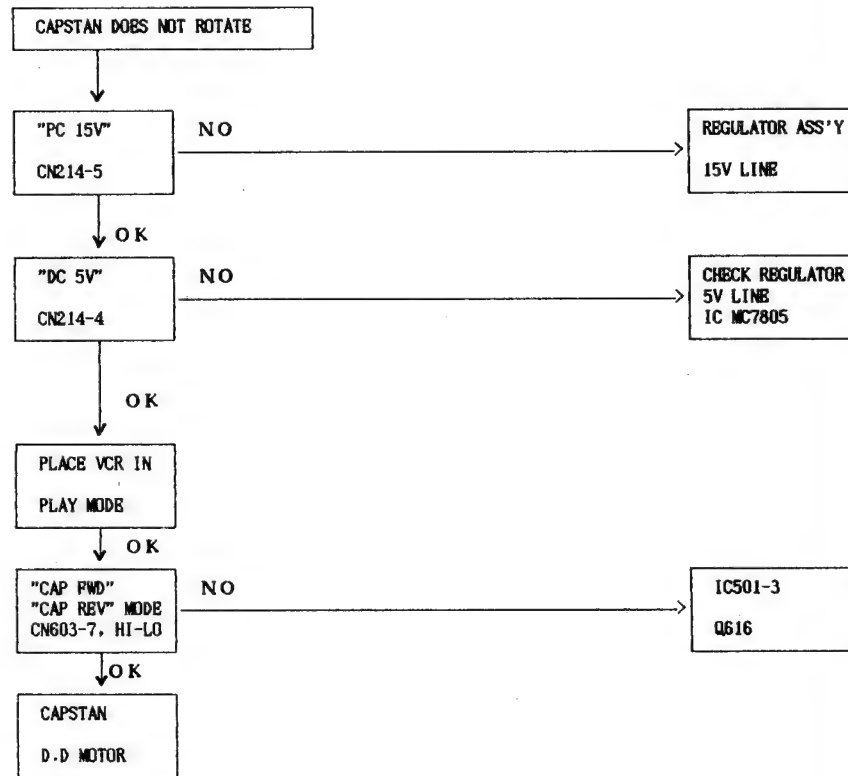 CAPSTAN DOES NOT ROTATE
"PC 15V"
CN214-5
NO
REGULATOR ASS'Y
15V LINE
OK
"DC 5V"
CN214-4
NO
CHECK REGULATOR
5V LINE
IC MC7805
OK
PLACE VCR IN
PLAY MODE
OK
"CAP FWD"
"CAP REV" MODE
CN603-7, HI-LO
NO
IC501-3
Q616
OK
CAPSTAN
D.D MOTOR